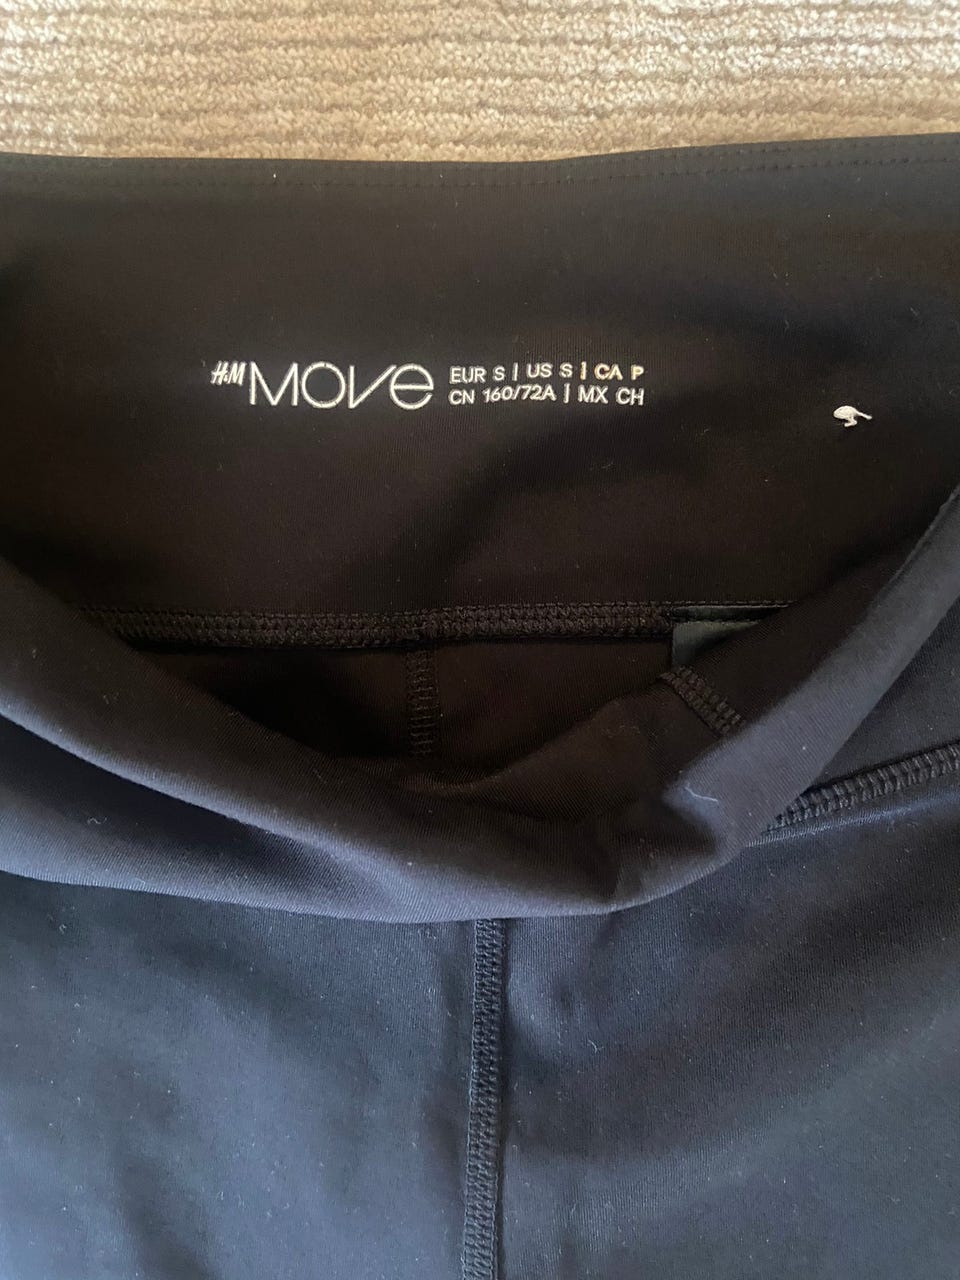 H&M MOVE
EUR S | US S | CA P
CN 160/72A | MX CH